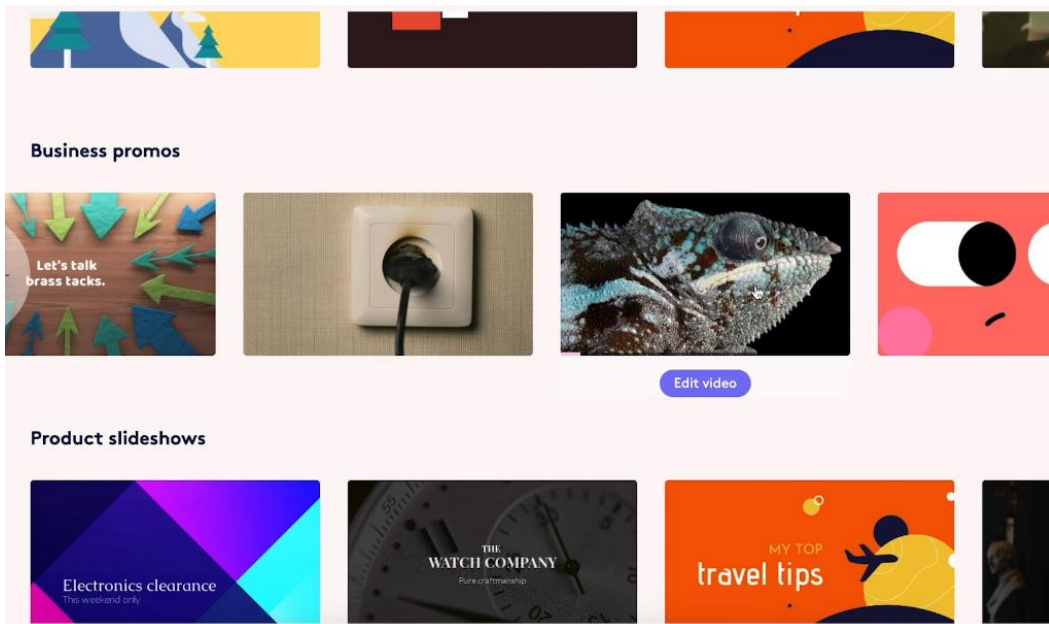 Business promos
Let's talk
brass tacks.
Edit video
Product slideshows
Electronics clearance
This weekend only
THE
WATCH COMPANY
Pure craftmanship
MY TOP
travel tips